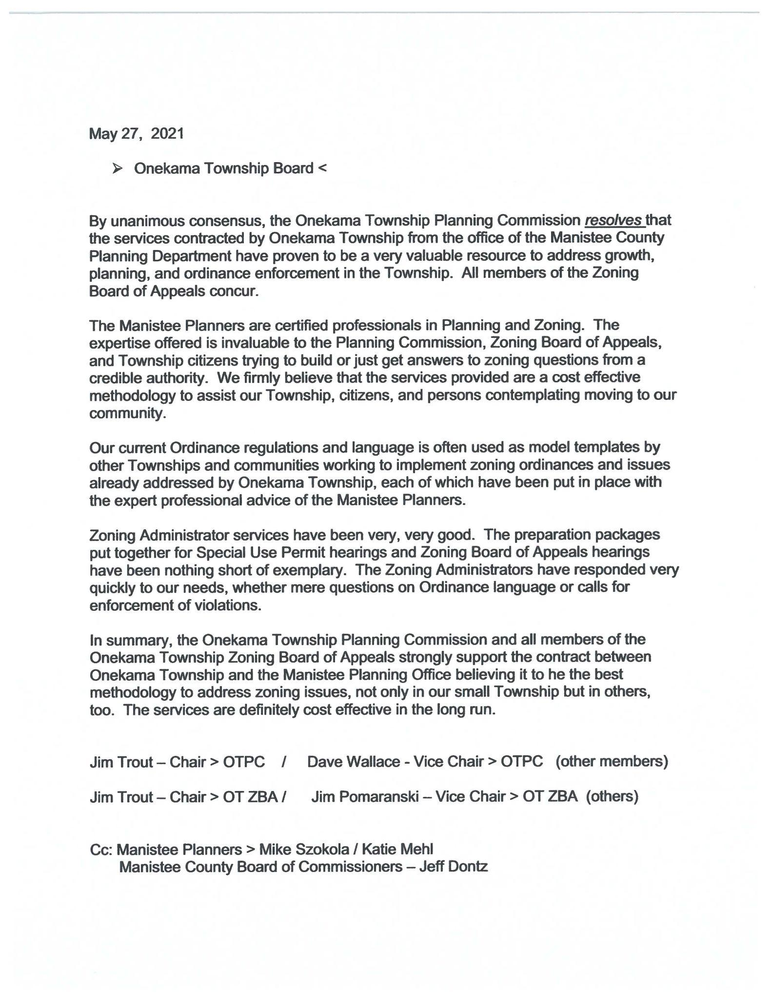 May 27, 2021
➢ Onekama Township Board <
By unanimous consensus, the Onekama Township Planning Commission resolves that
the services contracted by Onekama Township from the office of the Manistee County
Planning Department have proven to be a very valuable resource to address growth,
planning, and ordinance enforcement in the Township. All members of the Zoning
Board of Appeals concur.
The Manistee Planners are certified professionals in Planning and Zoning. The
expertise offered is invaluable to the Planning Commission, Zoning Board of Appeals,
and Township citizens trying to build or just get answers to zoning questions from a
credible authority. We firmly believe that the services provided are a cost effective
methodology to assist our Township, citizens, and persons contemplating moving to our
community.
Our current Ordinance regulations and language is often used as model templates by
other Townships and communities working to implement zoning ordinances and issues
already addressed by Onekama Township, each of which have been put in place with
the expert professional advice of the Manistee Planners.
Zoning Administrator services have been very, very good. The preparation packages
put together for Special Use Permit hearings and Zoning Board of Appeals hearings
have been nothing short of exemplary. The Zoning Administrators have responded very
quickly to our needs, whether mere questions on Ordinance language or calls for
enforcement of violations.
In summary, the Onekama Township Planning Commission and all members of the
Onekama Township Zoning Board of Appeals strongly support the contract between
Onekama Township and the Manistee Planning Office believing it to he the best
methodology to address zoning issues, not only in our small Township but in others,
too. The services are definitely cost effective in the long run.
Jim Trout – Chair > OTPC / Dave Wallace - Vice Chair > OTPC (other members)
Jim Trout – Chair > OT ZBA / Jim Pomaranski – Vice Chair > OT ZBA (others)
Cc: Manistee Planners > Mike Szokola / Katie Mehl
Manistee County Board of Commissioners – Jeff Dontz